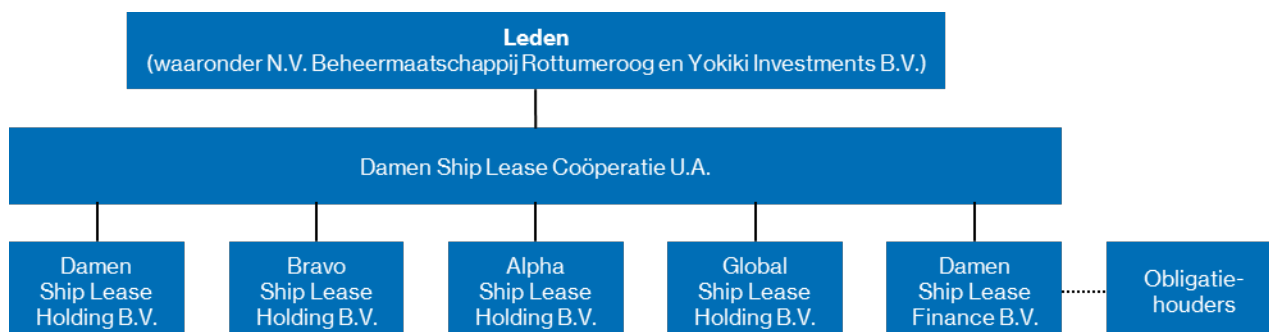 Leden
(waaronder N.V. Beheermaatschappij Rottumeroog en Yokiki Investments B.V.)
Damen Ship Lease Coöperatie U.A.
Damen
Ship Lease
Holding B.V.
Bravo
Ship Lease
Holding B.V.
Alpha
Ship Lease
Holding B.V.
Global
Ship Lease
Holding B.V.
Damen
Ship Lease
Finance B.V.
Obligatie-
houders